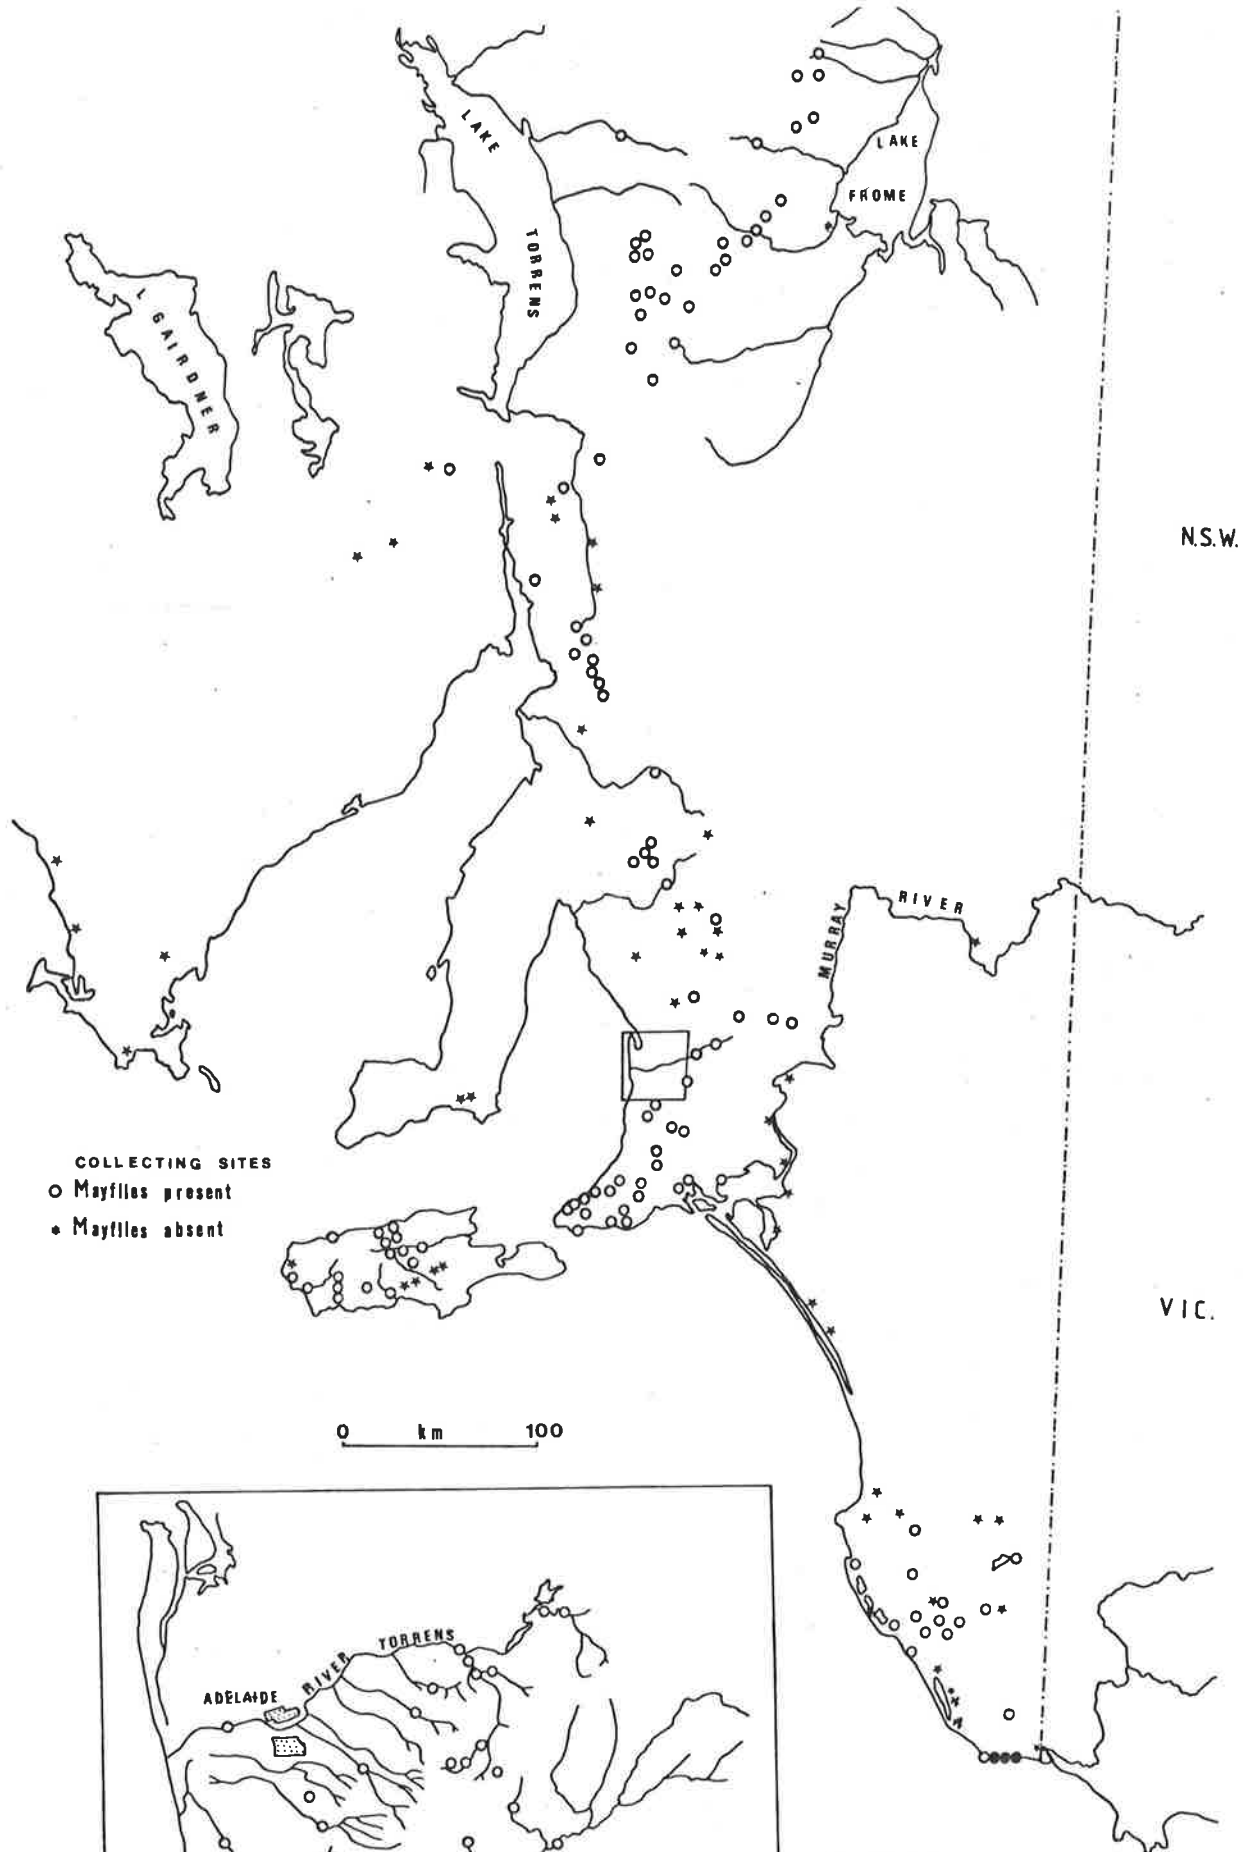 LAKE
TORRENS
LAKE
FROME
L GAIRDNER
N.S.W.
MURRAY
RIVER
COLLECTING SITES
Mayflies present
Mayflies absent
VIC.
0 km 100
ADELAIDE
RIVER
TORRENS